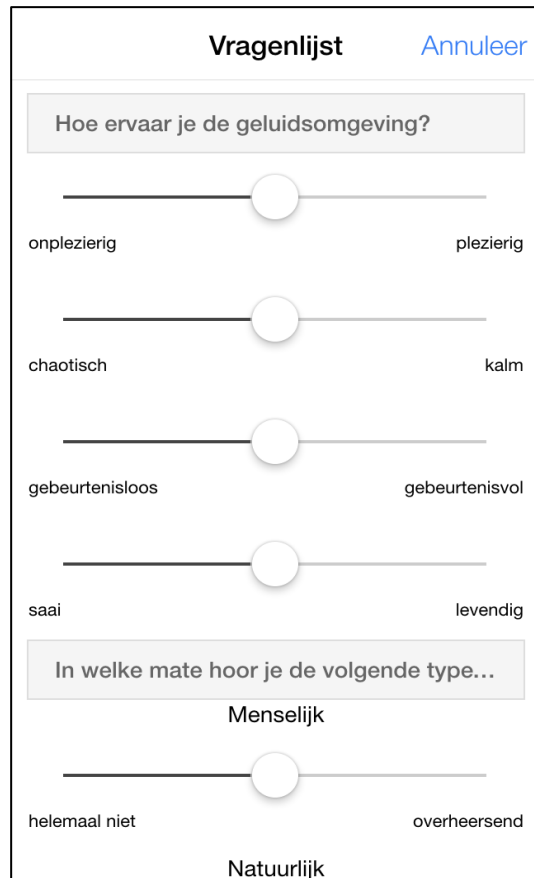 Vragenlijst Annuleer
Hoe ervaar je de geluidsomgeving?
onplezierig plezierig
chaotisch kalm
gebeurtenisloos gebeurtenisvol
saai levendig
In welke mate hoor je de volgende type...
Menselijk
helemaal niet overheersend
Natuurlijk